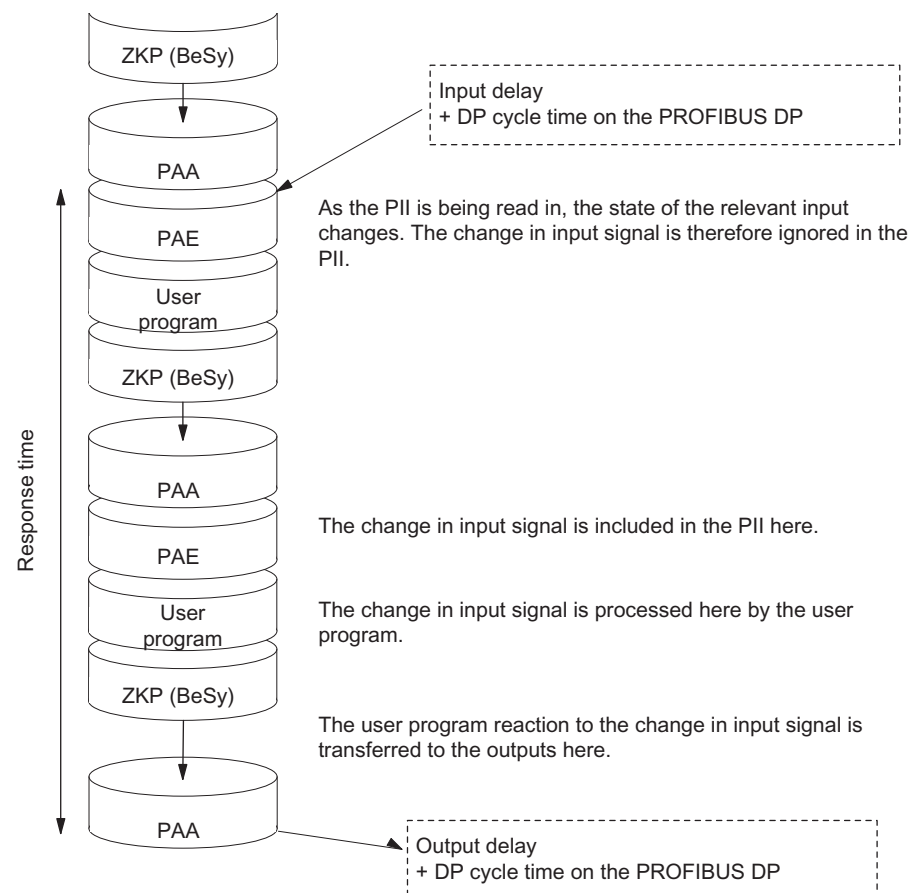 ZKP (BeSy)
Input delay
+ DP cycle time on the PROFIBUS DP
PAA
As the PII is being read in, the state of the relevant input
changes. The change in input signal is therefore ignored in the
PII.
PAE
User
program
ZKP (BeSy)
Response time
PAA
The change in input signal is included in the PII here.
PAE
The change in input signal is processed here by the user
program.
User
program
ZKP (BeSy)
The user program reaction to the change in input signal is
transferred to the outputs here.
PAA
Output delay
+ DP cycle time on the PROFIBUS DP